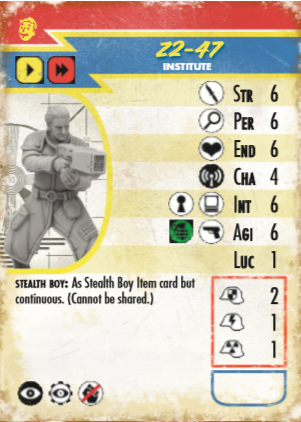 Z2-47
INSTITUTE
STR 6
PER 6
END 6
CHA 4
INT 6
AGI 6
LUC 1
STEALTH BOY: As Stealth Boy Item card but
continuous. (Cannot be shared.)
2
1
1